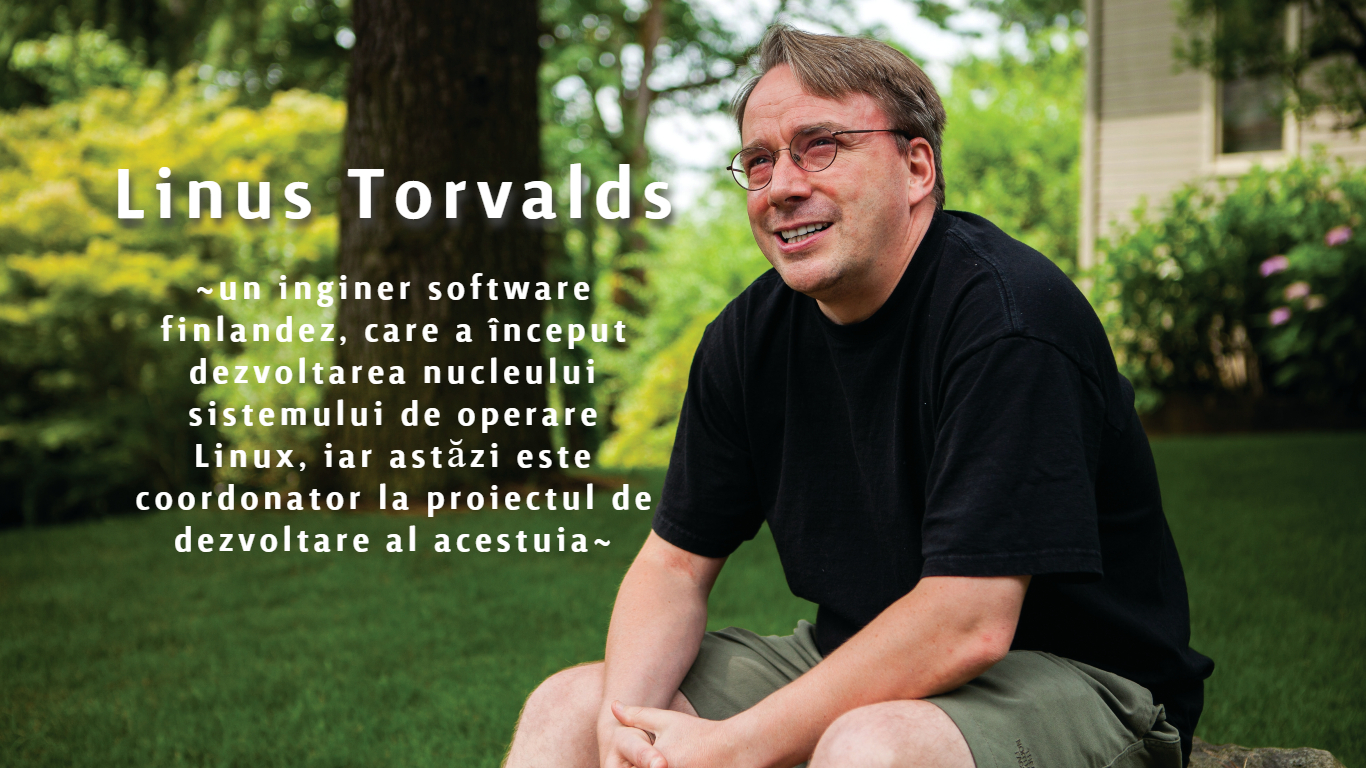 Linus Torvalds
~un inginer software
finlandez, care a început
dezvoltarea nucleului
sistemului de operare
Linux, iar astăzi este
coordonator la proiectul de
dezvoltare al acestuia~